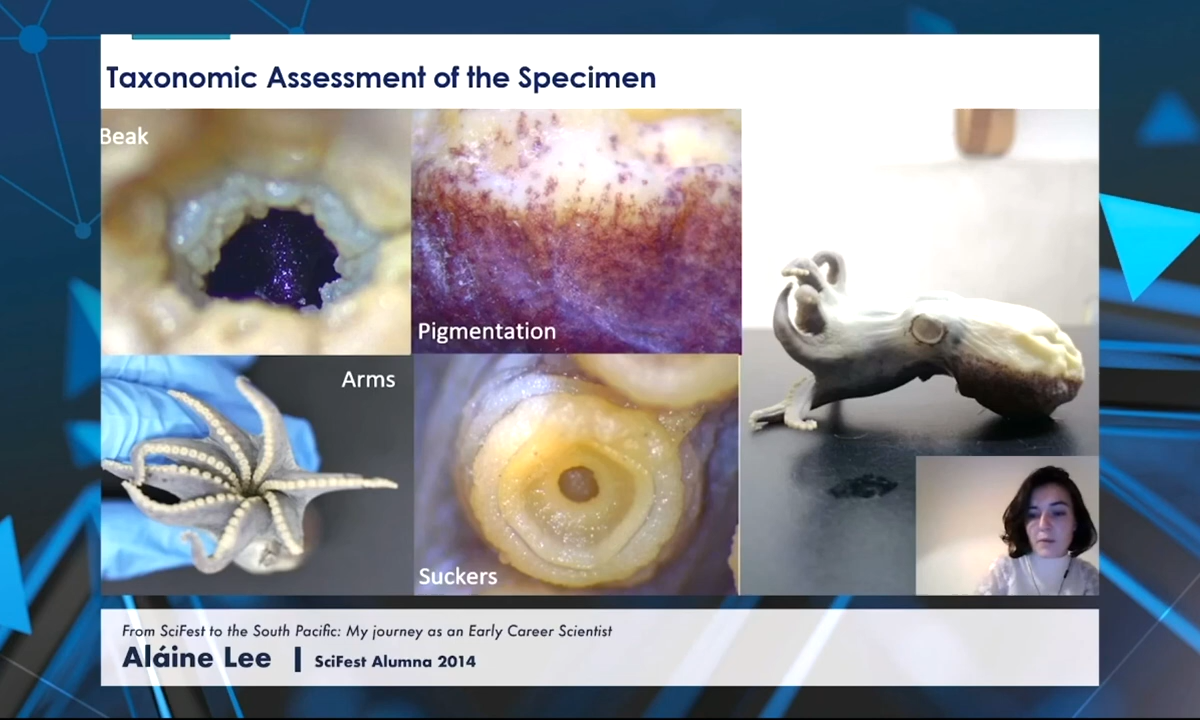 Taxonomic Assessment of the Specimen
Beak
Pigmentation
Arms
Suckers
From SciFest to the South Pacific: My journey as an Early Career Scientist
Aláine Lee | SciFest Alumna 2014